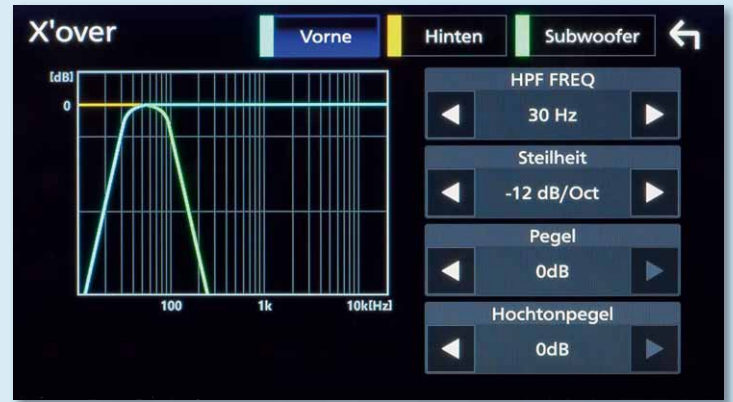 X'over
Vorne
Hinten
Subwoofer
[dB]
0
100
1k
10k[Hz]
HPF FREQ
30 Hz
Steilheit
-12 dB/Oct
Pegel
0dB
Hochtonpegel
0dB